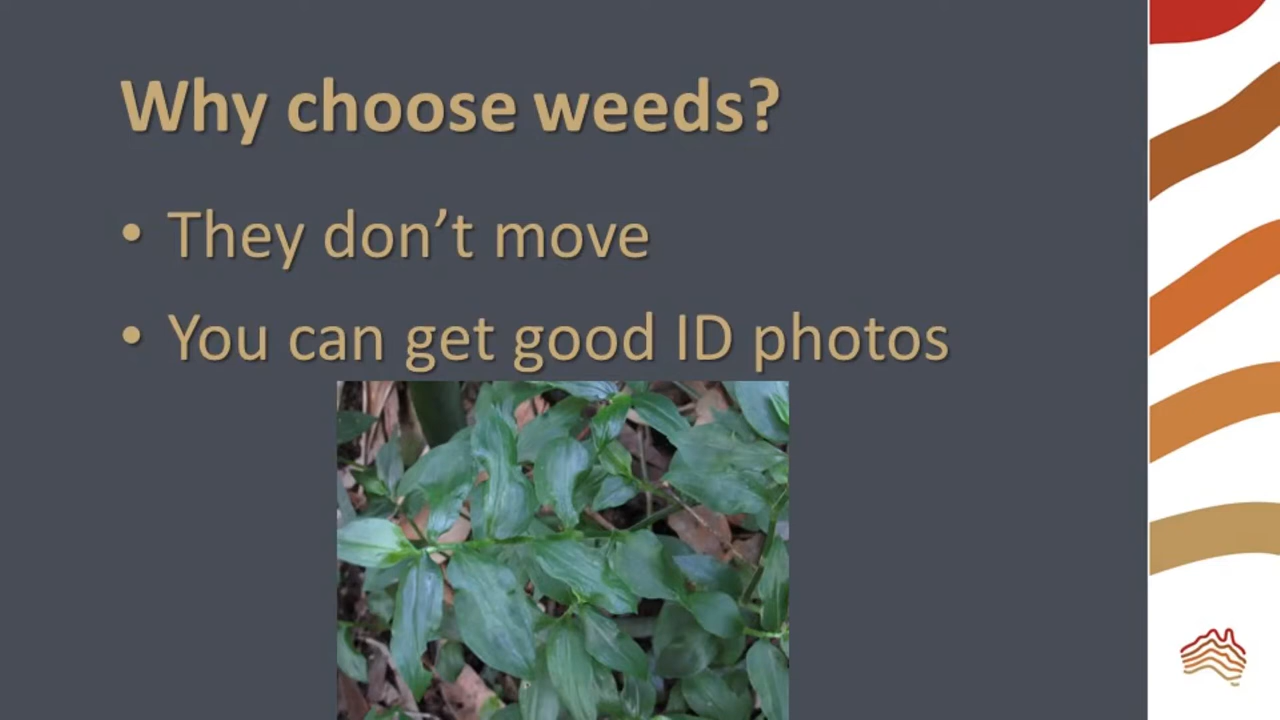 Why choose weeds?
• They don’t move
• You can get good ID photos